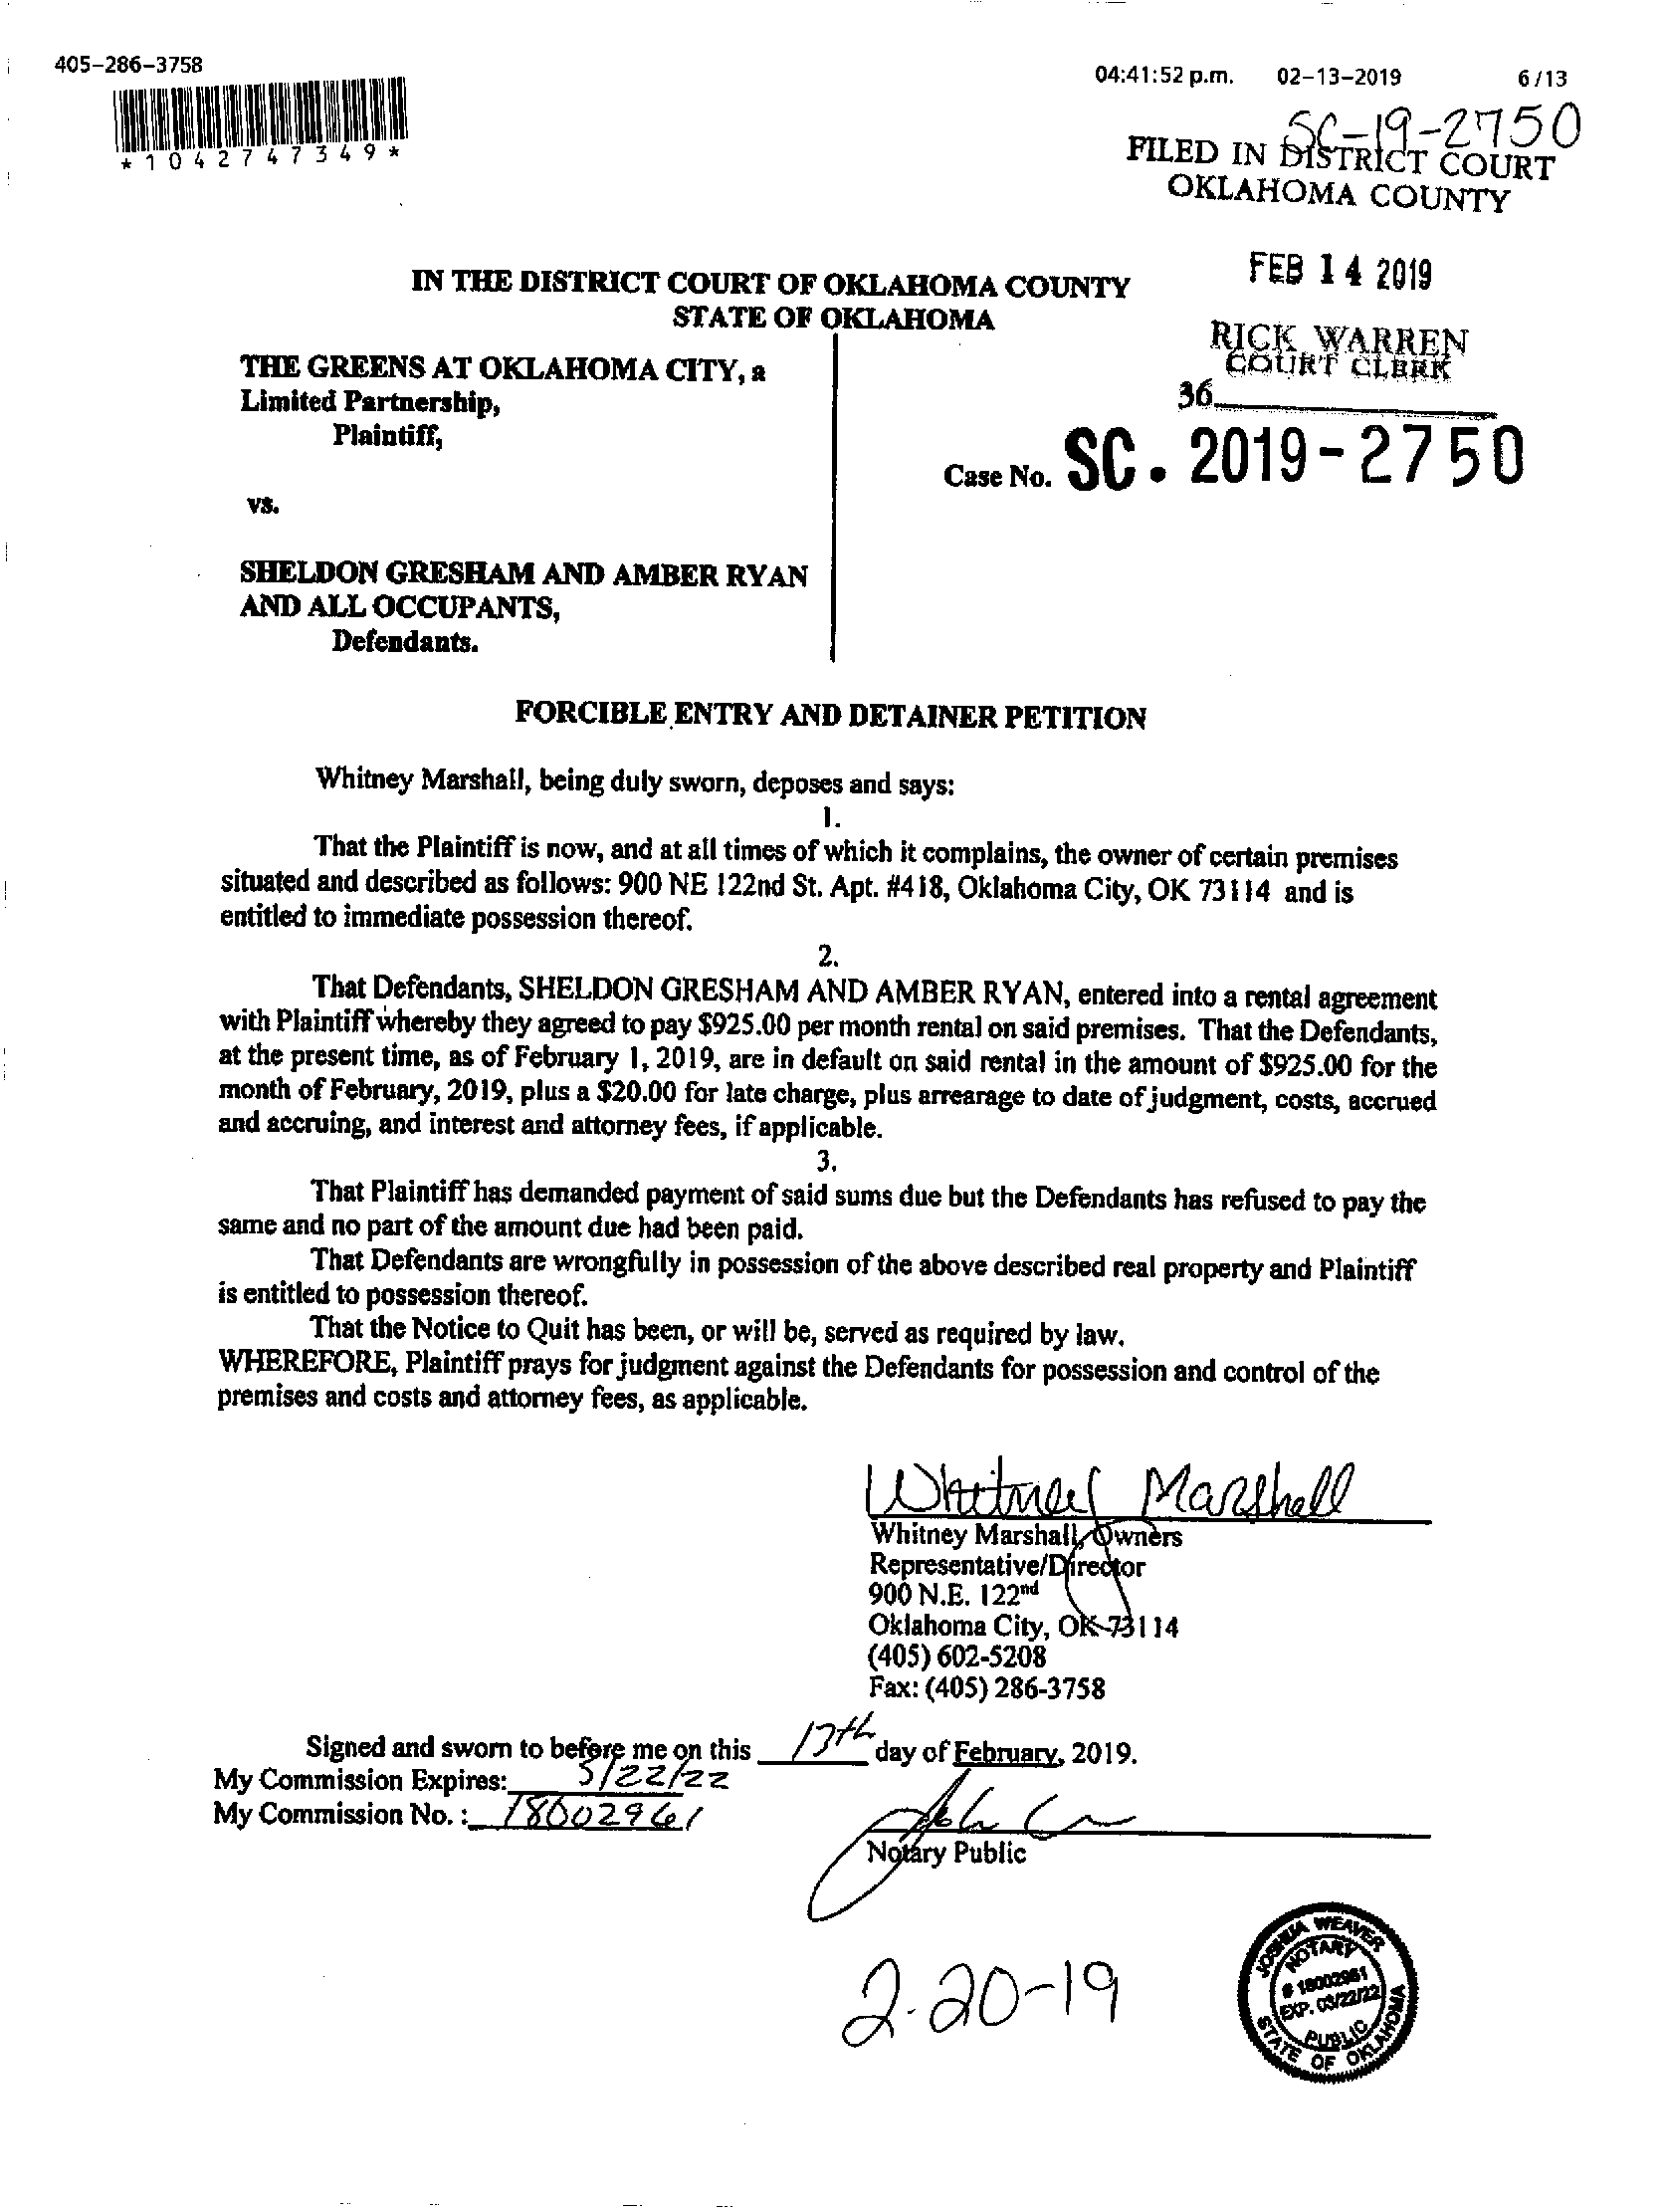 405-286-3758
04:41:52 p.m. 02-13-2019 6/13
*1042747349*
SC-19-2750
FILED IN DISTRICT COURT
OKLAHOMA COUNTY
FEB 14 2019
RICK WARREN
COURT CLERK
36
IN THE DISTRICT COURT OF OKLAHOMA COUNTY
STATE OF OKLAHOMA
THE GREENS AT OKLAHOMA CITY, a
Limited Partnership,
Plaintiff,
Case No. SC. 2019-2750
vs.
SHELDON GRESHAM AND AMBER RYAN
AND ALL OCCUPANTS,
Defendants.
FORCIBLE ENTRY AND DETAINER PETITION
Whitney Marshall, being duly sworn, deposes and says:
1.
That the Plaintiff is now, and at all times of which it complains, the owner of certain premises
situated and described as follows: 900 NE 122nd St. Apt. #418, Oklahoma City, OK 73114 and is
entitled to immediate possession thereof.
2.
That Defendants, SHELDON GRESHAM AND AMBER RYAN, entered into a rental agreement
with Plaintiff whereby they agreed to pay $925.00 per month rental on said premises. That the Defendants,
at the present time, as of February 1, 2019, are in default on said rental in the amount of $925.00 for the
month of February, 2019, plus a $20.00 for late charge, plus arrearage to date of judgment, costs, accrued
and accruing, and interest and attorney fees, if applicable.
3.
That Plaintiff has demanded payment of said sums due but the Defendants has refused to pay the
same and no part of the amount due had been paid.
That Defendants are wrongfully in possession of the above described real property and Plaintiff
is entitled to possession thereof.
That the Notice to Quit has been, or will be, served as required by law.
WHEREFORE, Plaintiff prays for judgment against the Defendants for possession and control of the
premises and costs and attorney fees, as applicable.
Whitney Marshall
Whitney Marshall, Owners
Representative/Director
900 N.E. 122nd
Oklahoma City, OK 73114
(405) 602-5208
Fax: (405) 286-3758
Signed and sworn to before me on this 13th day of February, 2019.
My Commission Expires: 3/22/22
My Commission No. : 18002961
Notary Public
2-20-19
JOSHUA WEAVER
NOTARY
# 18002961
EXP. 03/22/22
PUBLIC
STATE OF OKLAHOMA